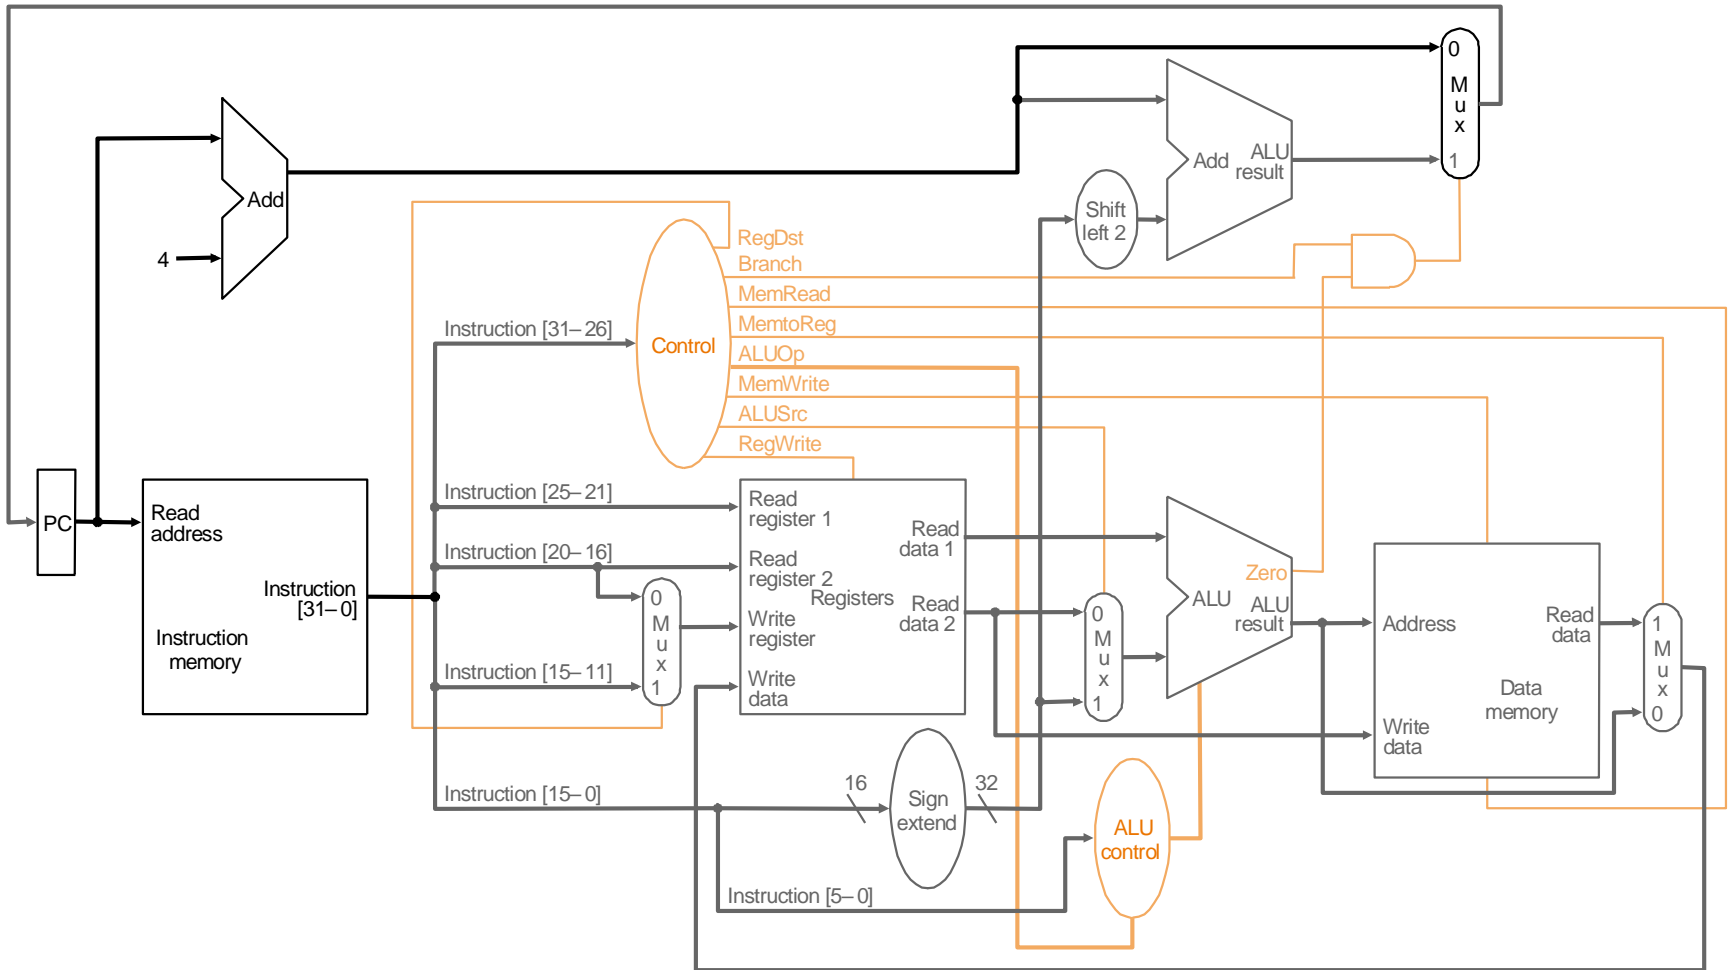 0
M
u
x
1
Add
ALU
result
Shift
left 2
Add
4
RegDst
Branch
MemRead
MemtoReg
ALUOp
MemWrite
ALUSrc
RegWrite
Control
Instruction [31–26]
Instruction [25–21]
Instruction [20–16]
Instruction [15–11]
Instruction [15–0]
Instruction [5–0]
PC
Read
address
Instruction
[31–0]
Instruction
memory
0
M
u
x
1
Read
register 1
Read
register 2
Registers
Write
register
Write
data
Read
data 1
Read
data 2
0
M
u
x
1
Zero
ALU
ALU
result
Address
Read
data
Data
memory
Write
data
1
M
u
x
0
16
Sign
extend
32
ALU
control